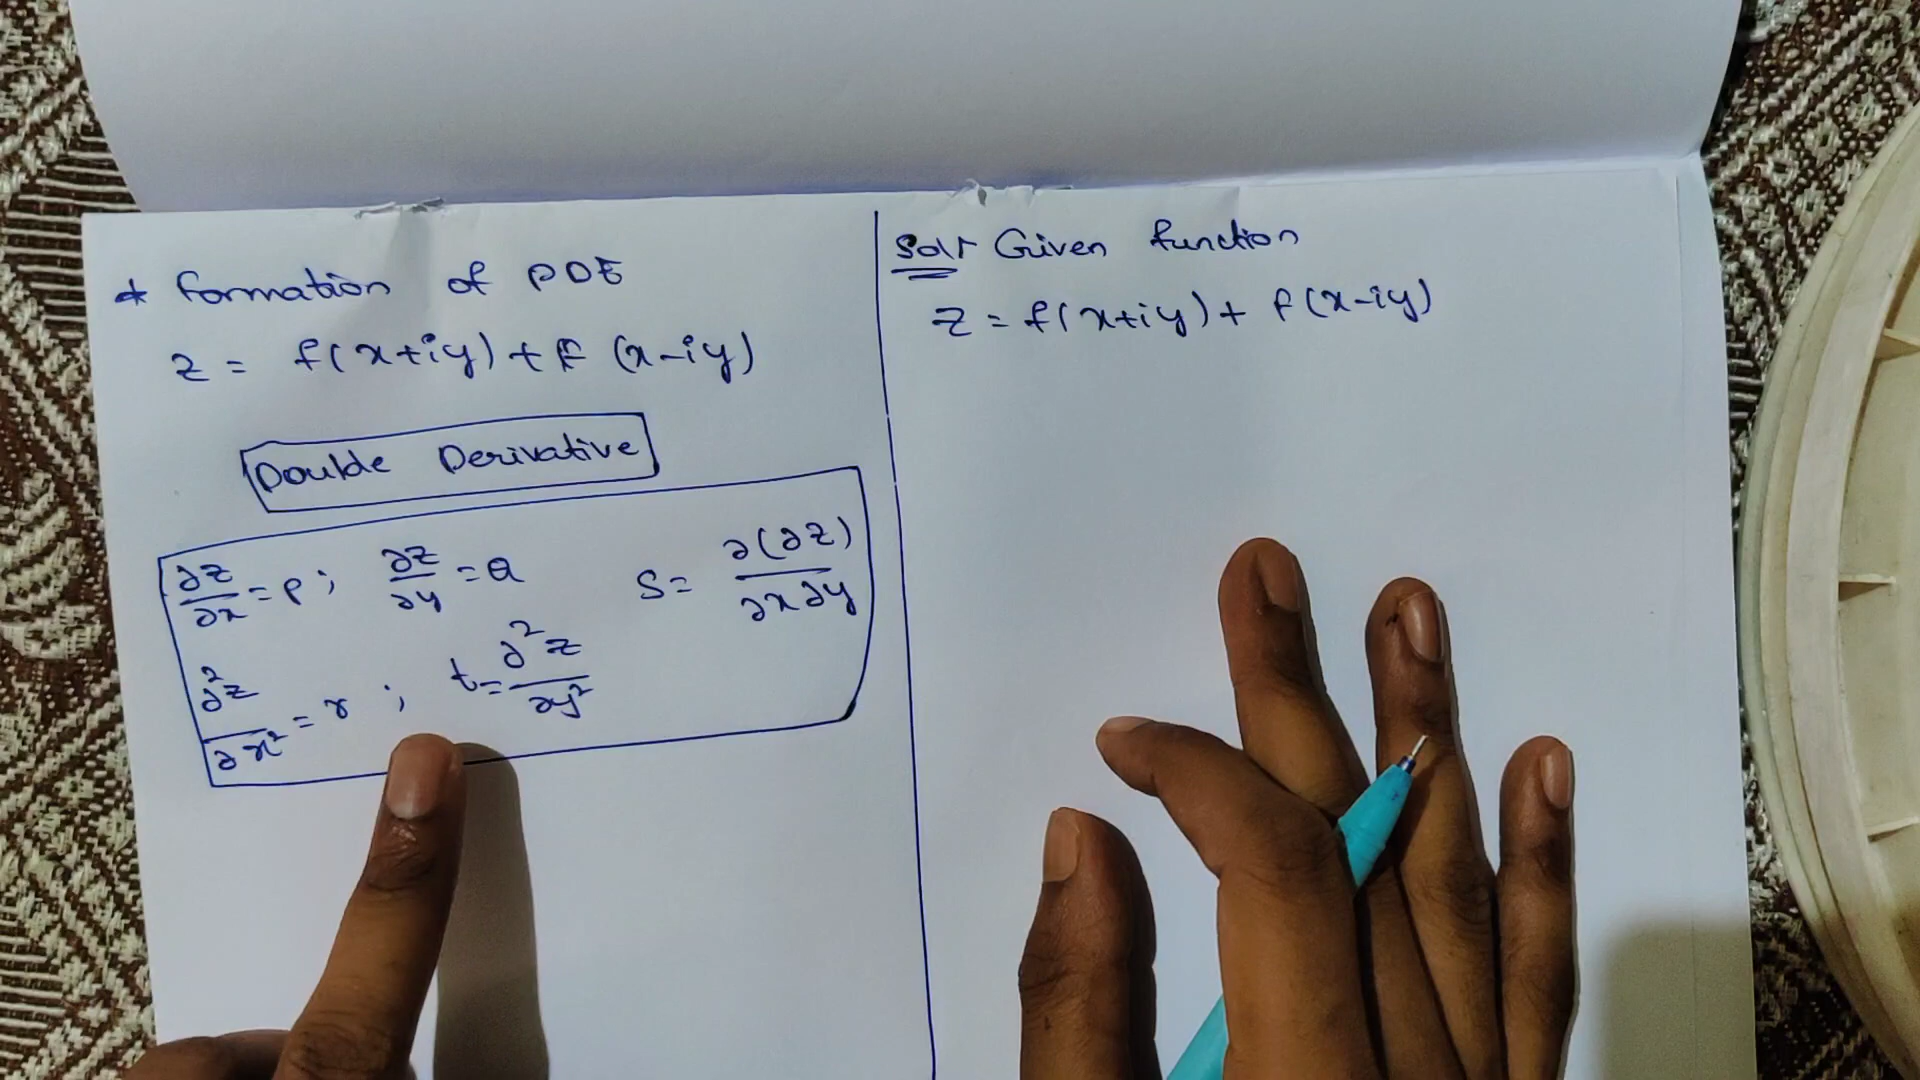 * Formation of PDE
z = f(x+iy) + F (x-iy)
Double Derivative
∂z/∂x = p ; ∂z/∂y = Q S = ∂(∂z)/∂x∂y
∂²z/∂x² = r ; t = ∂²z/∂y²
Sol: Given function
z = f(x+iy) + F(x-iy)